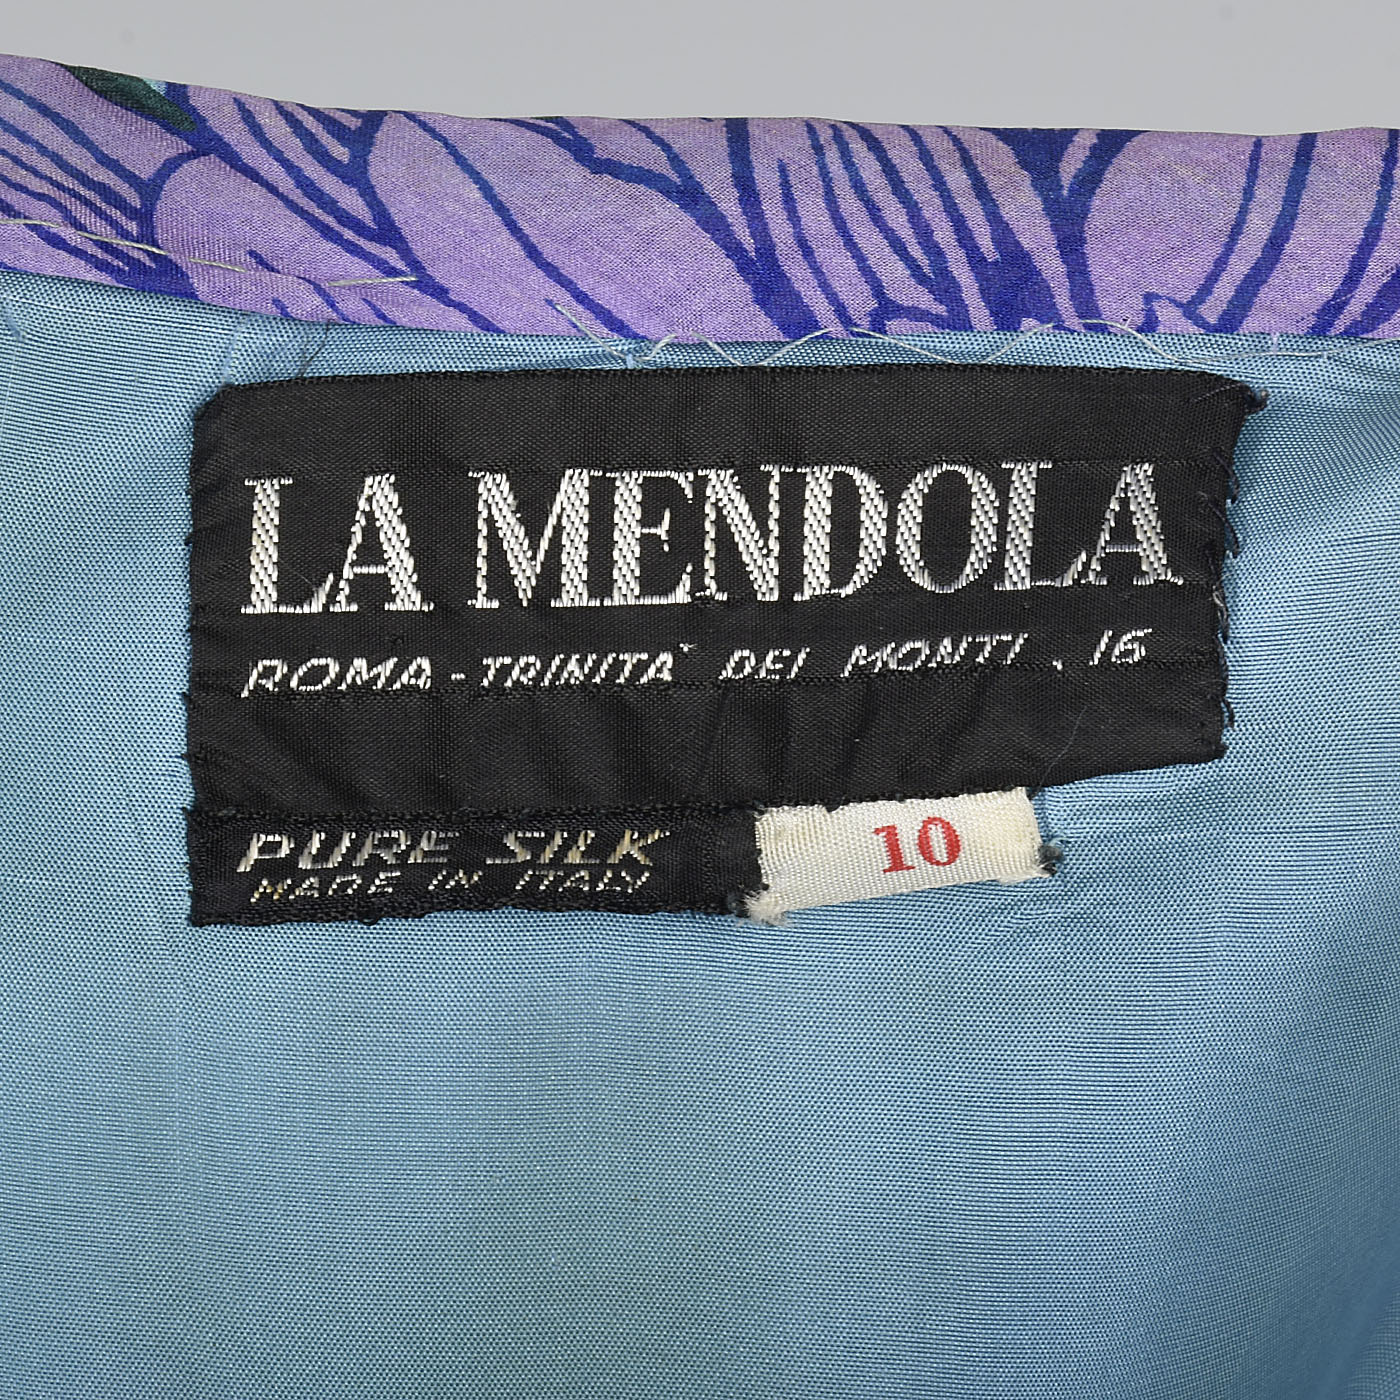 LA MENDOLA
ROMA - TRINITA' DEI MONTI, 16
PURE SILK
MADE IN ITALY
10